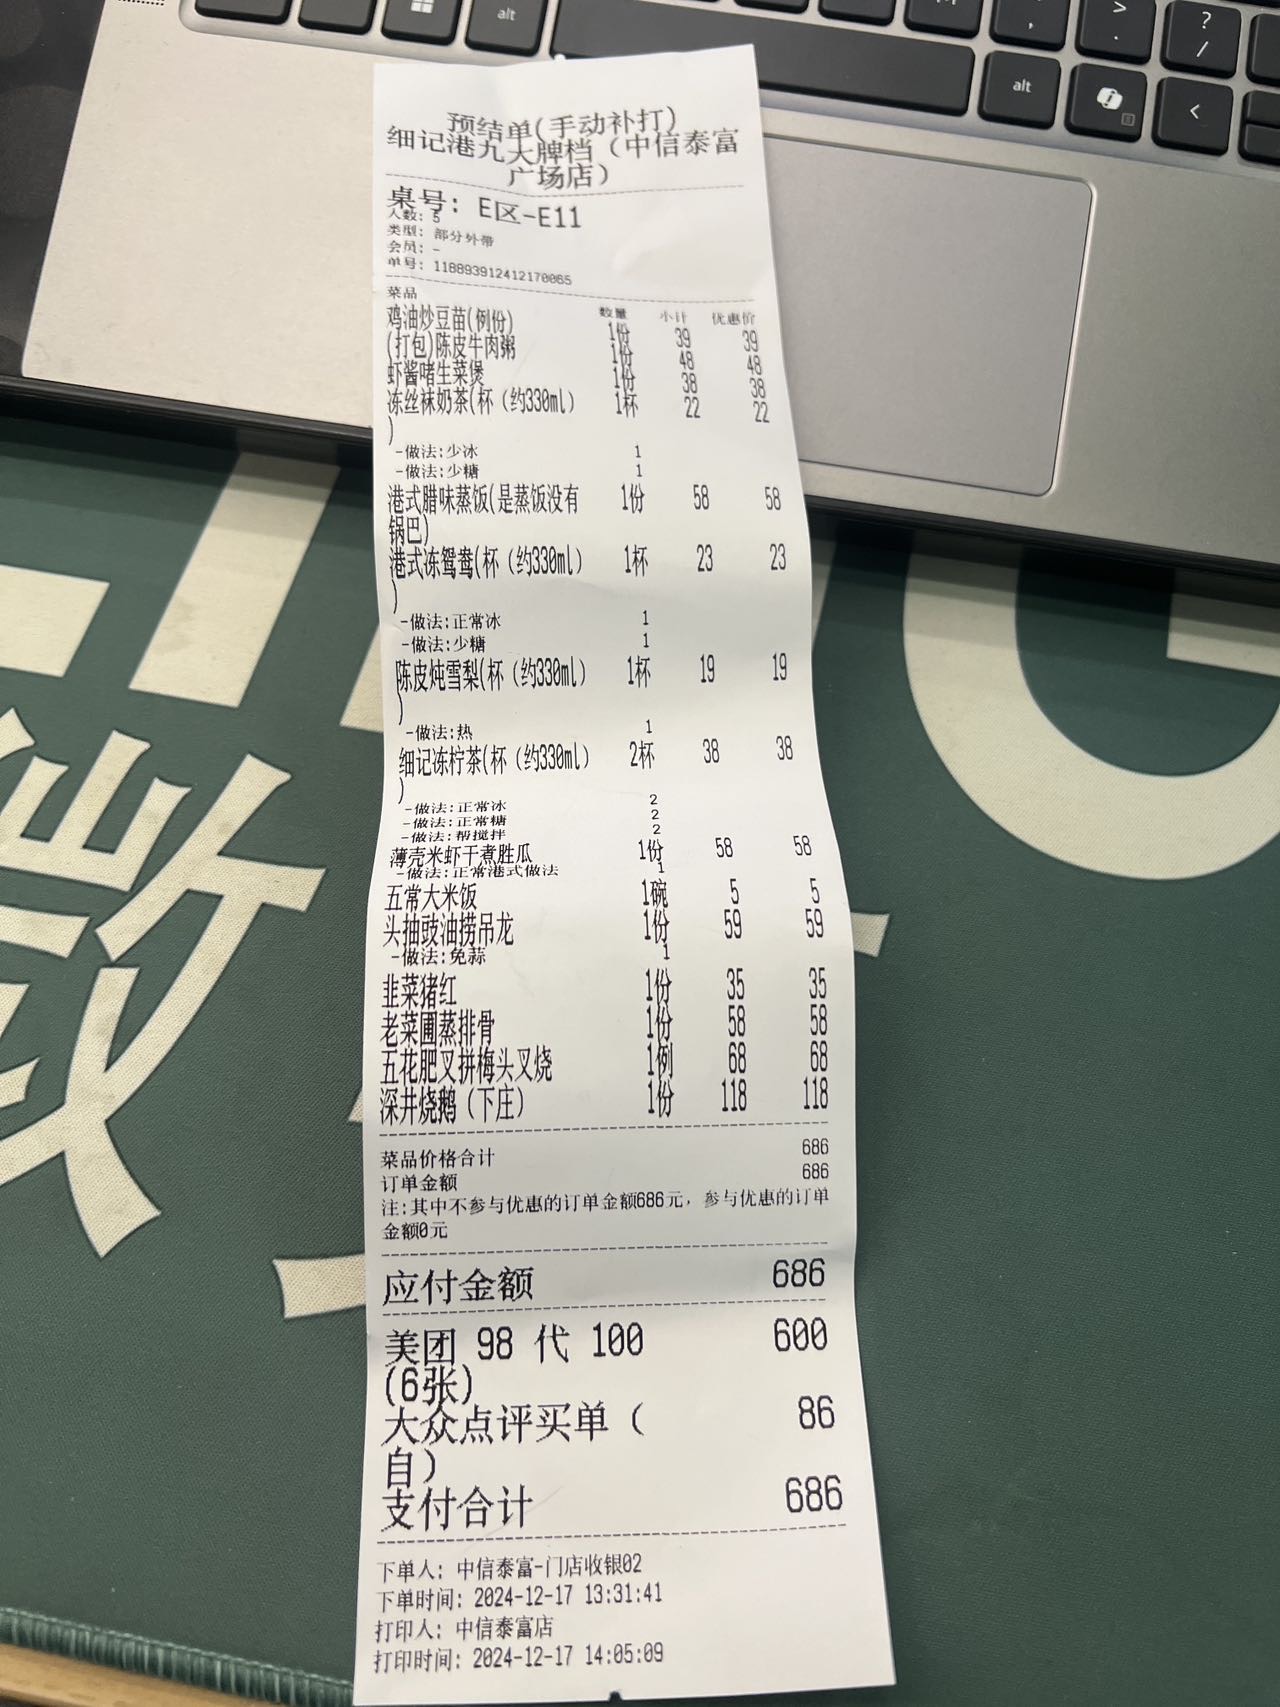 alt
alt
>
.
?
/
<
,
预结单(手动补打)
细记港九大牌档（中信泰富
广场店）
桌号: E区-E11
人数: 5
类型: 部分外带
会员: -
单号: 118893912412170065
菜品 数量 小计 优惠价
鸡油炒豆苗(例份) 1份 39 39
(打包)陈皮牛肉粥 1份 48 48
虾酱啫生菜煲 1份 38 38
冻丝袜奶茶(杯（约330ml） 1杯 22 22
)
-做法:少冰 1
-做法:少糖 1
港式腊味蒸饭(是蒸饭没有 1份 58 58
锅巴)
港式冻鸳鸯(杯（约330ml） 1杯 23 23
)
-做法:正常冰 1
-做法:少糖 1
陈皮炖雪梨(杯（约330ml） 1杯 19 19
)
-做法:热 1
细记冻柠茶(杯（约330ml） 2杯 38 38
)
-做法:正常冰 2
-做法:正常糖 2
-做法:帮搅拌 2
薄壳米虾干煮胜瓜 1份 58 58
-做法:正常港式做法 1
五常大米饭 1碗 5 5
头抽豉油捞吊龙 1份 59 59
-做法:免蒜 1
韭菜猪红 1份 35 35
老菜圃蒸排骨 1份 58 58
五花肥叉拼梅头叉烧 1例 68 68
深井烧鹅（下庄） 1份 118 118
菜品价格合计 686
订单金额 686
注:其中不参与优惠的订单金额686元，参与优惠的订单
金额0元
应付金额 686
美团 98 代 100 600
(6张)
大众点评买单（ 86
自）
支付合计 686
下单人: 中信泰富-门店收银02
下单时间: 2024-12-17 13:31:41
打印人: 中信泰富店
打印时间: 2024-12-17 14:05:09